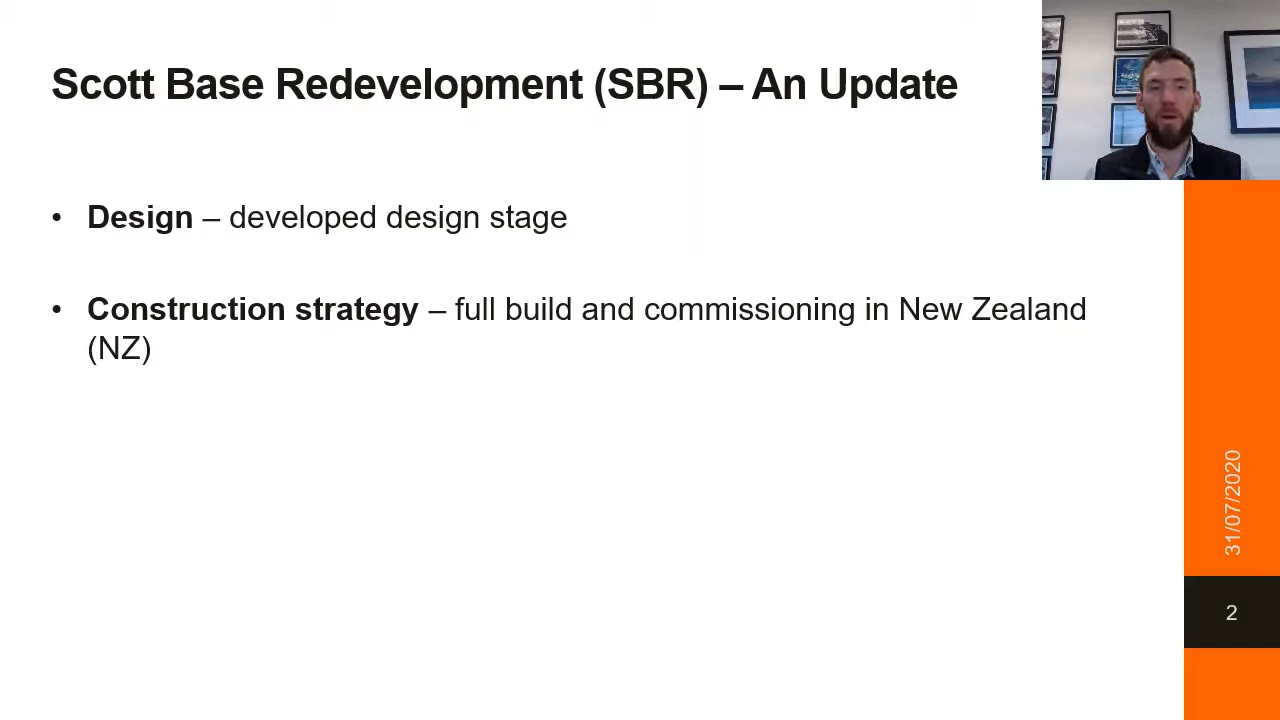 Scott Base Redevelopment (SBR) – An Update
• Design – developed design stage
• Construction strategy – full build and commissioning in New Zealand
(NZ)
31/07/2020
2